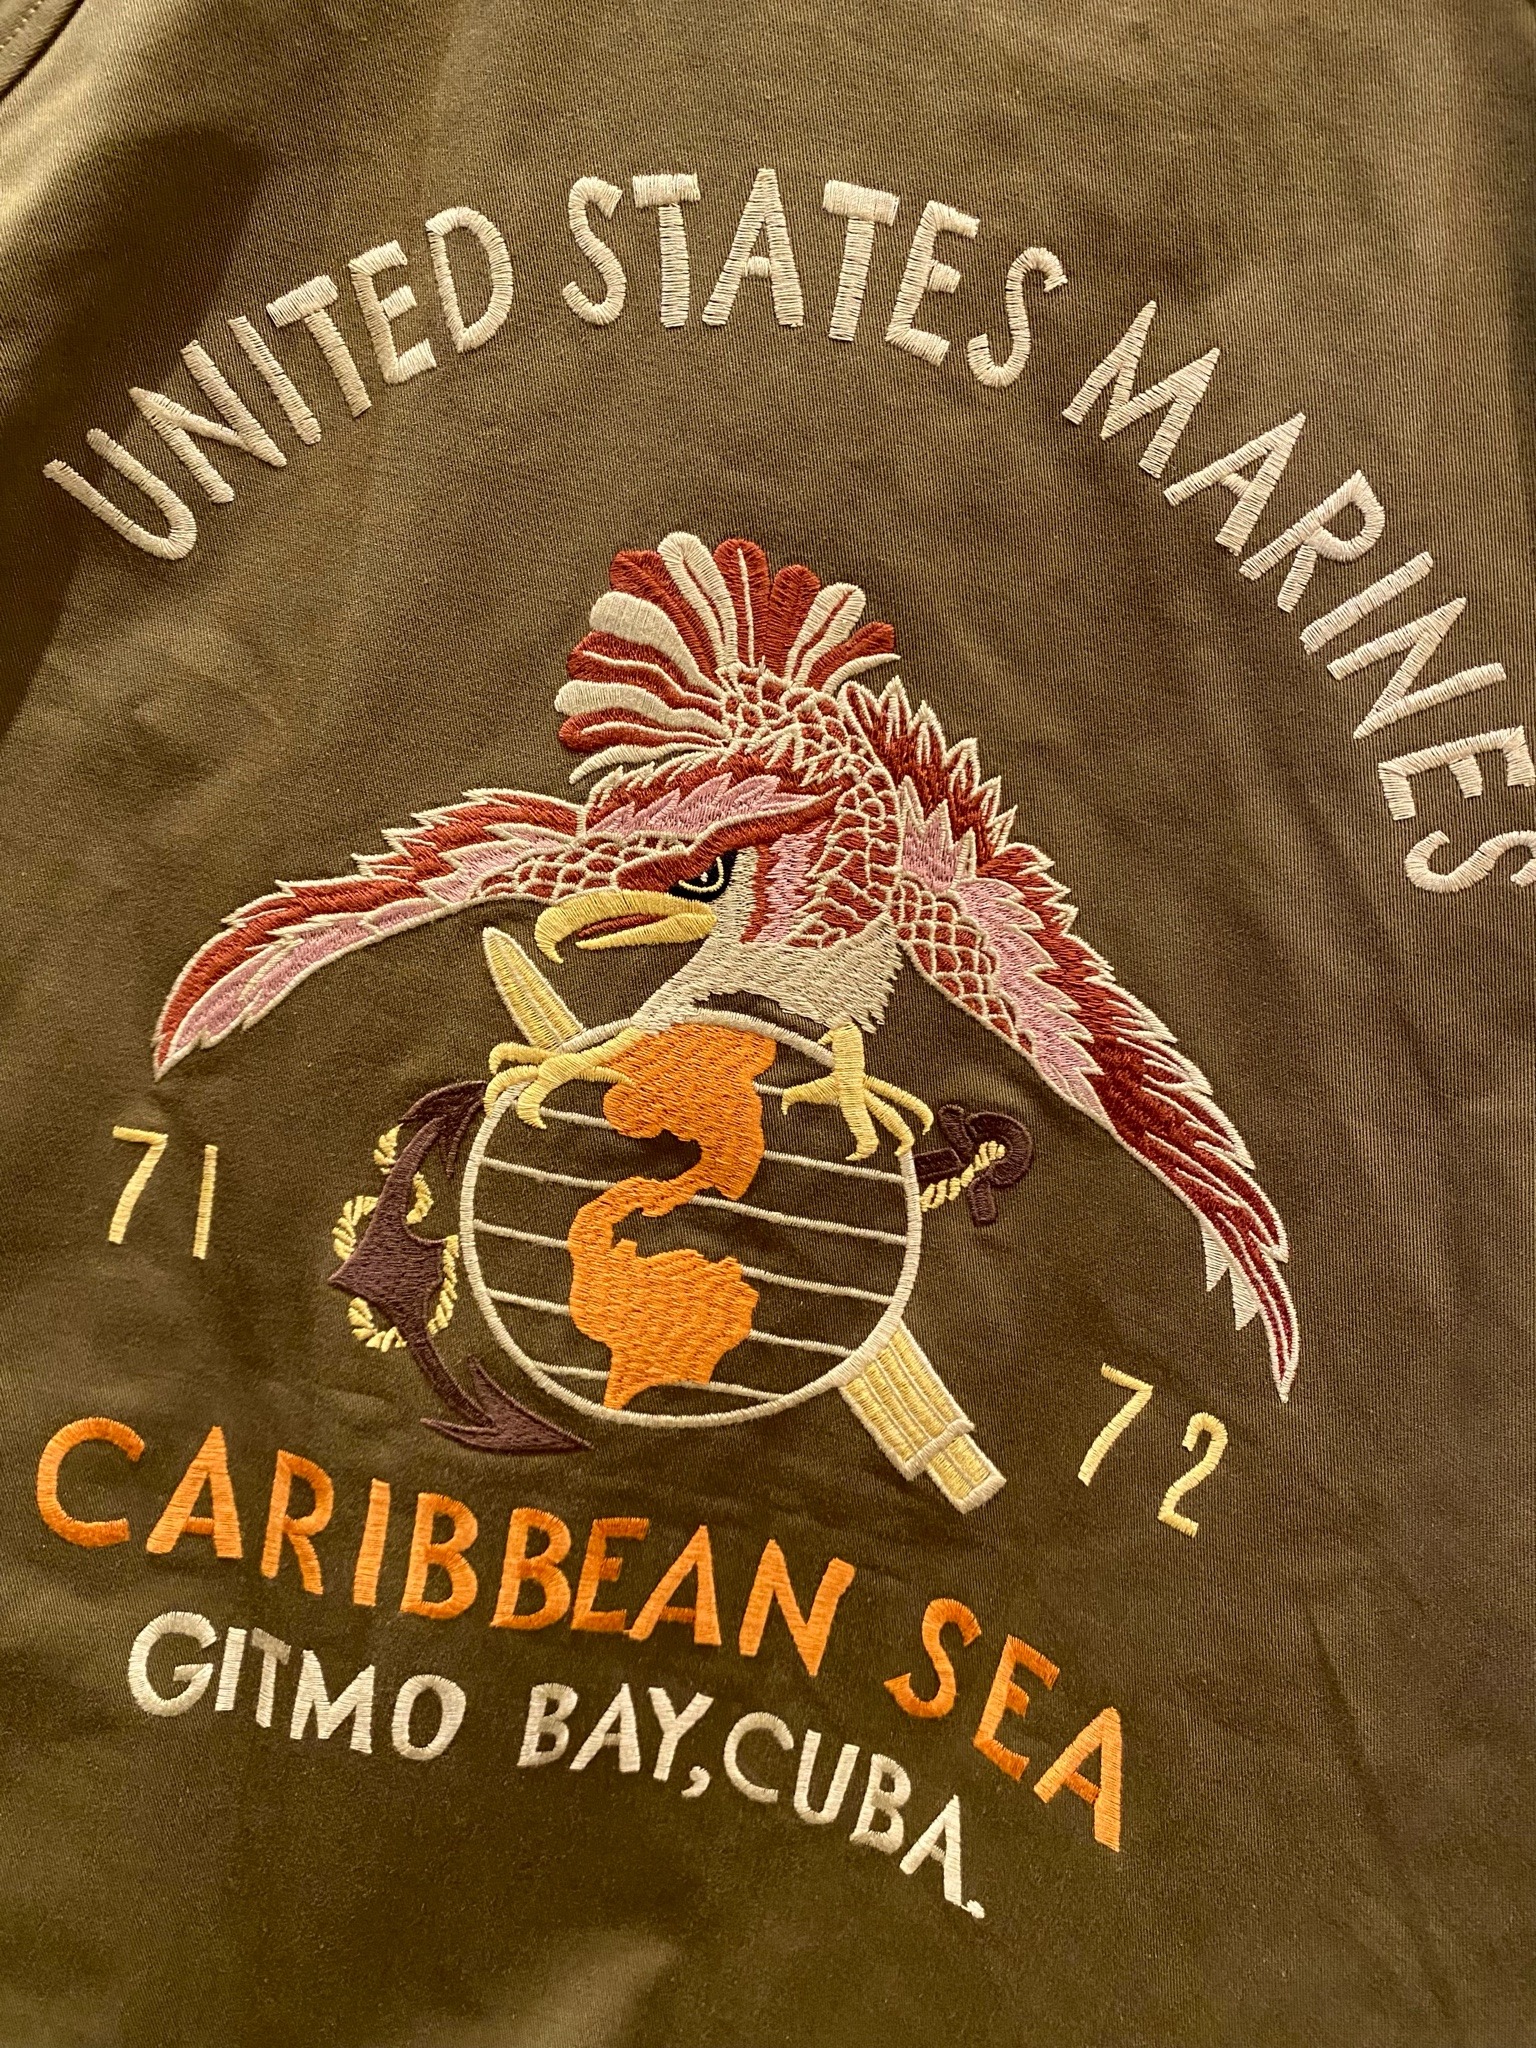 UNITED STATES MARINES
71
72
CARIBBEAN SEA
GITMO BAY, CUBA.